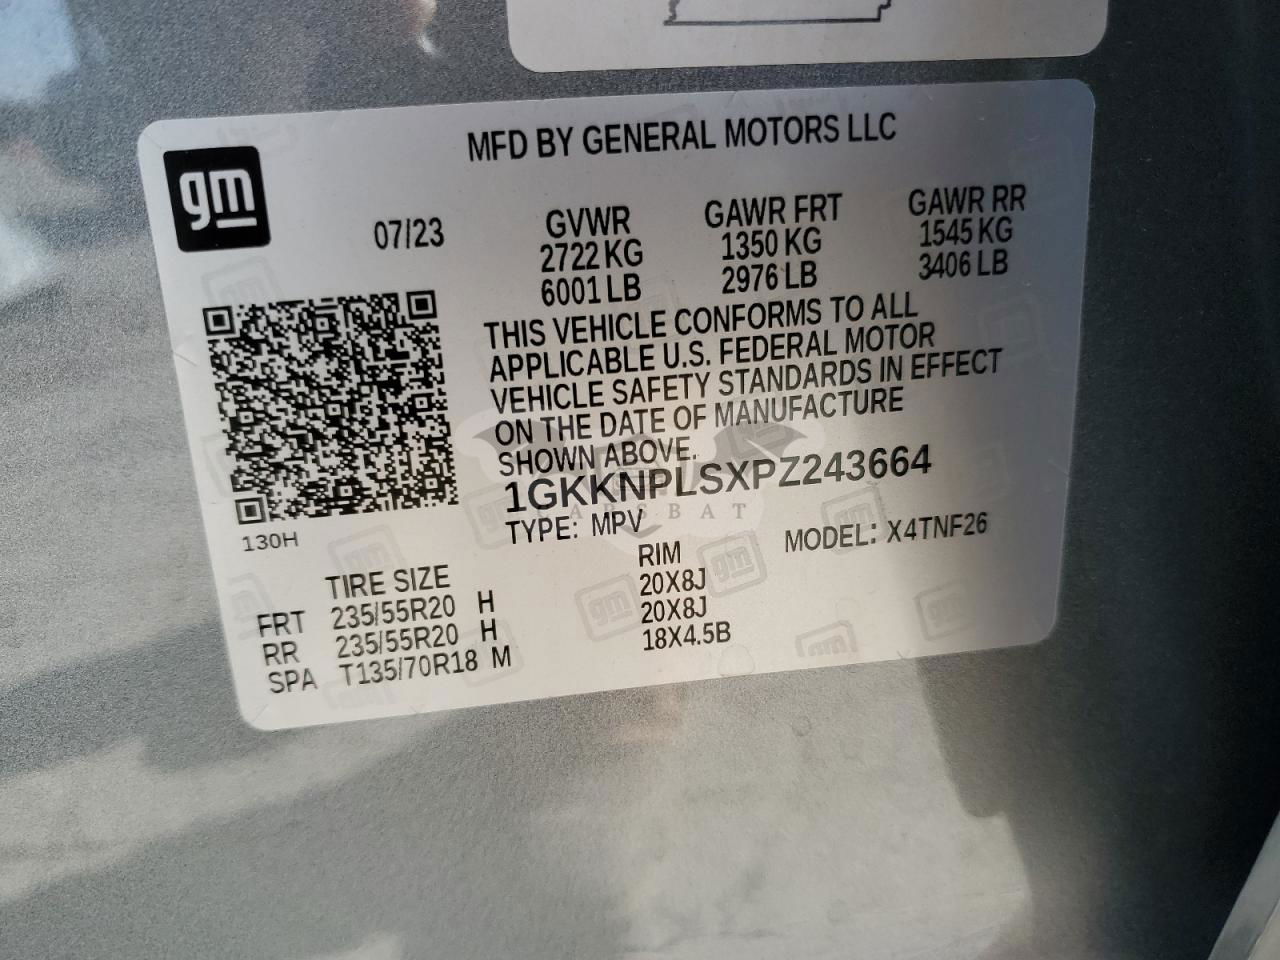 MFD BY GENERAL MOTORS LLC
gm
07/23
GVWR GAWR FRT GAWR RR
2722 KG 1350 KG 1545 KG
6001 LB 2976 LB 3406 LB
THIS VEHICLE CONFORMS TO ALL
APPLICABLE U.S. FEDERAL MOTOR
VEHICLE SAFETY STANDARDS IN EFFECT
ON THE DATE OF MANUFACTURE
SHOWN ABOVE.
1GKKNPLSXPZ243664
CARSBAT
TYPE: MPV MODEL: X4TNF26
130H
TIRE SIZE RIM
FRT 235/55R20 H 20X8J
RR 235/55R20 H 20X8J
SPA T135/70R18 M 18X4.5B